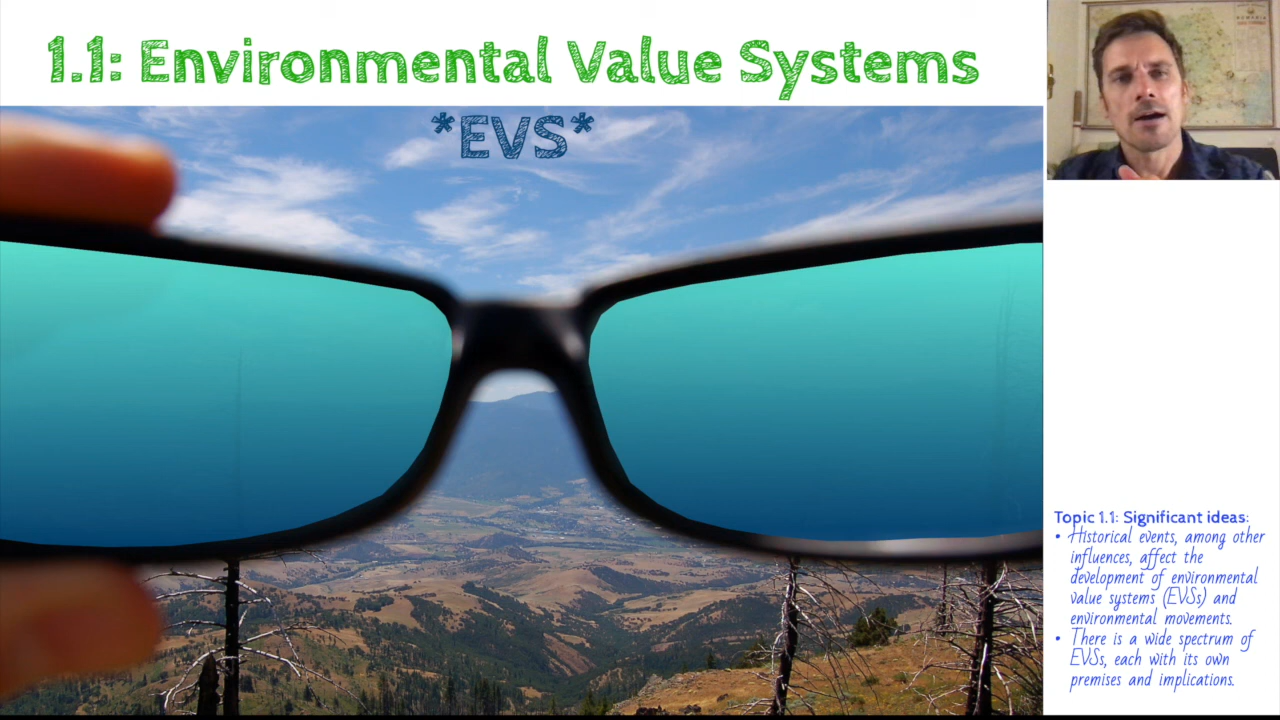 1.1: Environmental Value Systems
*EVS*
Topic 1.1: Significant ideas:
• Historical events, among other
influences, affect the
development of environmental
value systems (EVSs) and
environmental movements.
• There is a wide spectrum of
EVSs, each with its own
premises and implications.